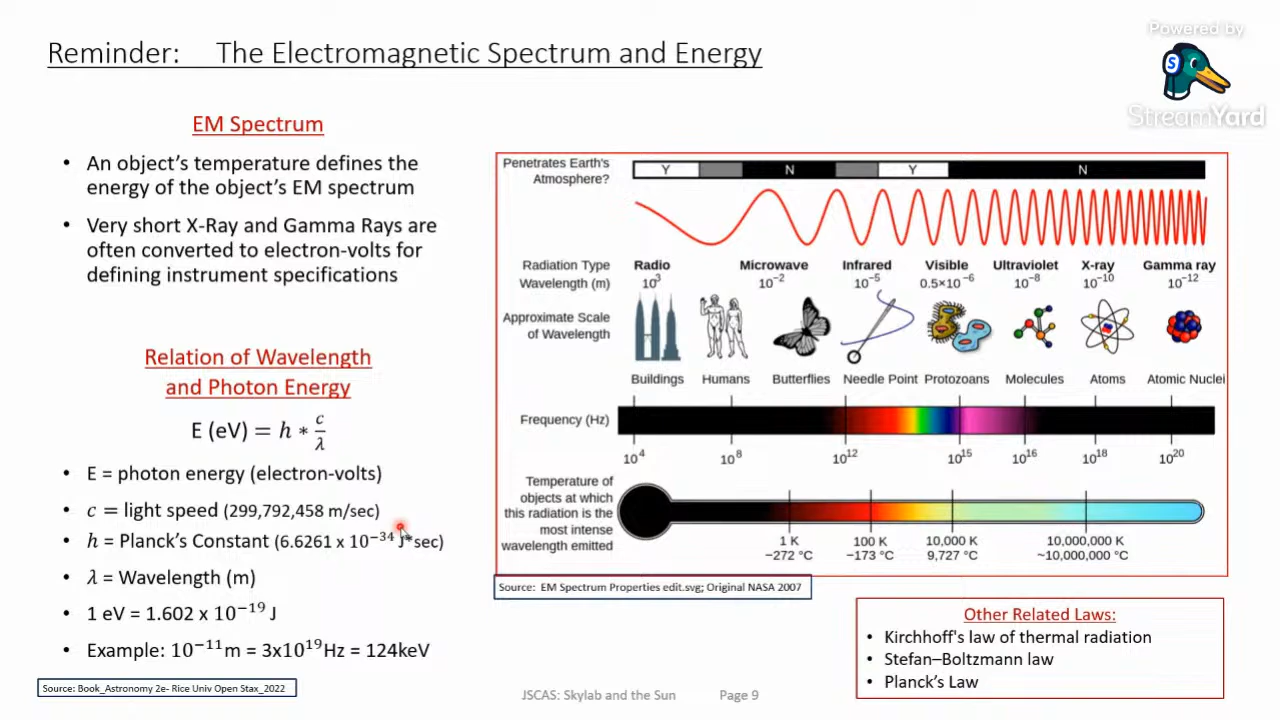 Reminder: The Electromagnetic Spectrum and Energy
Powered by
S
StreamYard
EM Spectrum
• An object's temperature defines the
energy of the object's EM spectrum
• Very short X-Ray and Gamma Rays are
often converted to electron-volts for
defining instrument specifications
Relation of Wavelength
and Photon Energy
E (eV) = ℎ ∗ 𝑐/𝜆
• E = photon energy (electron-volts)
• 𝑐 = light speed (299,792,458 m/sec)
• ℎ = Planck's Constant (6.6261 x 10⁻³⁴ J*sec)
• 𝜆 = Wavelength (m)
• 1 eV = 1.602 x 10⁻¹⁹ J
• Example: 10⁻¹¹m = 3x10¹⁹Hz = 124keV
Source: Book_Astronomy 2e- Rice Univ Open Stax_2022
Penetrates Earth's
Atmosphere?
Y N Y N
Radiation Type
Wavelength (m)
Radio Microwave Infrared Visible Ultraviolet X-ray Gamma ray
10³ 10⁻² 10⁻⁵ 0.5×10⁻⁶ 10⁻⁸ 10⁻¹⁰ 10⁻¹²
Approximate Scale
of Wavelength
Buildings Humans Butterflies Needle Point Protozoans Molecules Atoms Atomic Nuclei
Frequency (Hz)
10⁴ 10⁸ 10¹² 10¹⁵ 10¹⁶ 10¹⁸ 10²⁰
Temperature of
objects at which
this radiation is the
most intense
wavelength emitted
1 K 100 K 10,000 K 10,000,000 K
−272 °C −173 °C 9,727 °C ~10,000,000 °C
Source: EM Spectrum Properties edit.svg; Original NASA 2007
Other Related Laws:
• Kirchhoff's law of thermal radiation
• Stefan–Boltzmann law
• Planck's Law
JSCAS: Skylab and the Sun Page 9